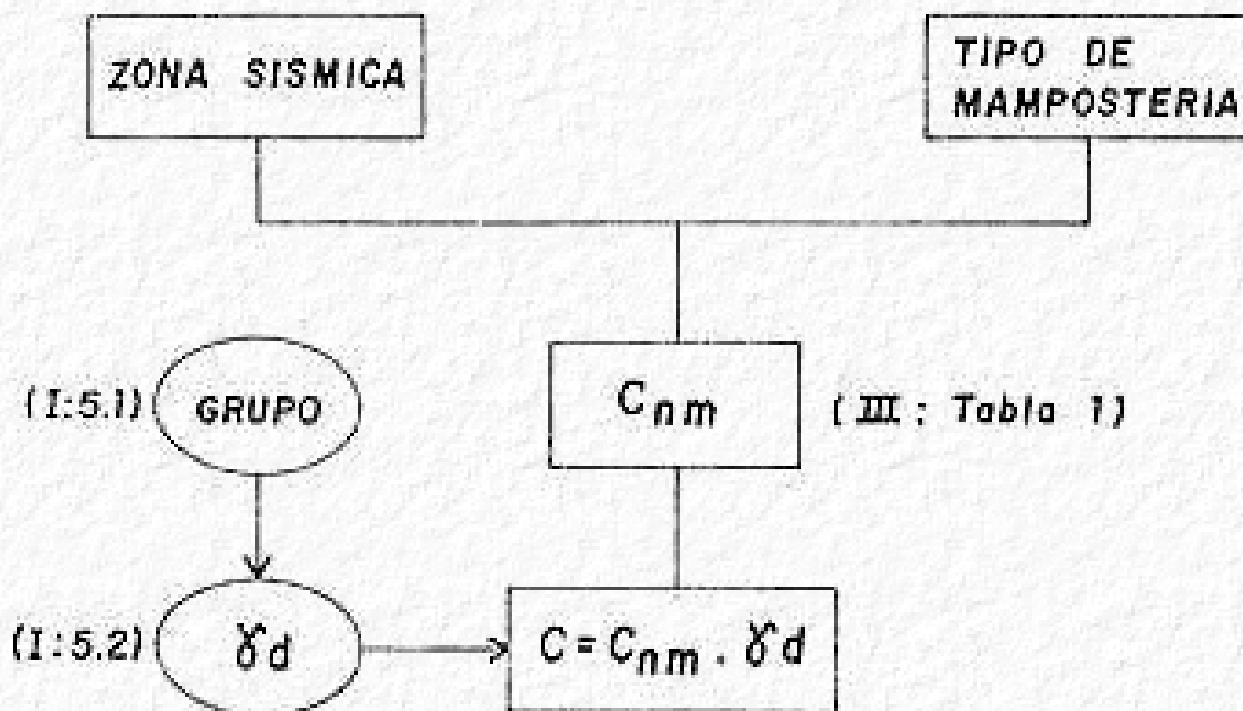 ZONA SISMICA
TIPO DE
MAMPOSTERIA
(I:5.1)
GRUPO
Cnm
(III: Tabla 1)
(I:5.2)
γd
C = Cnm . γd